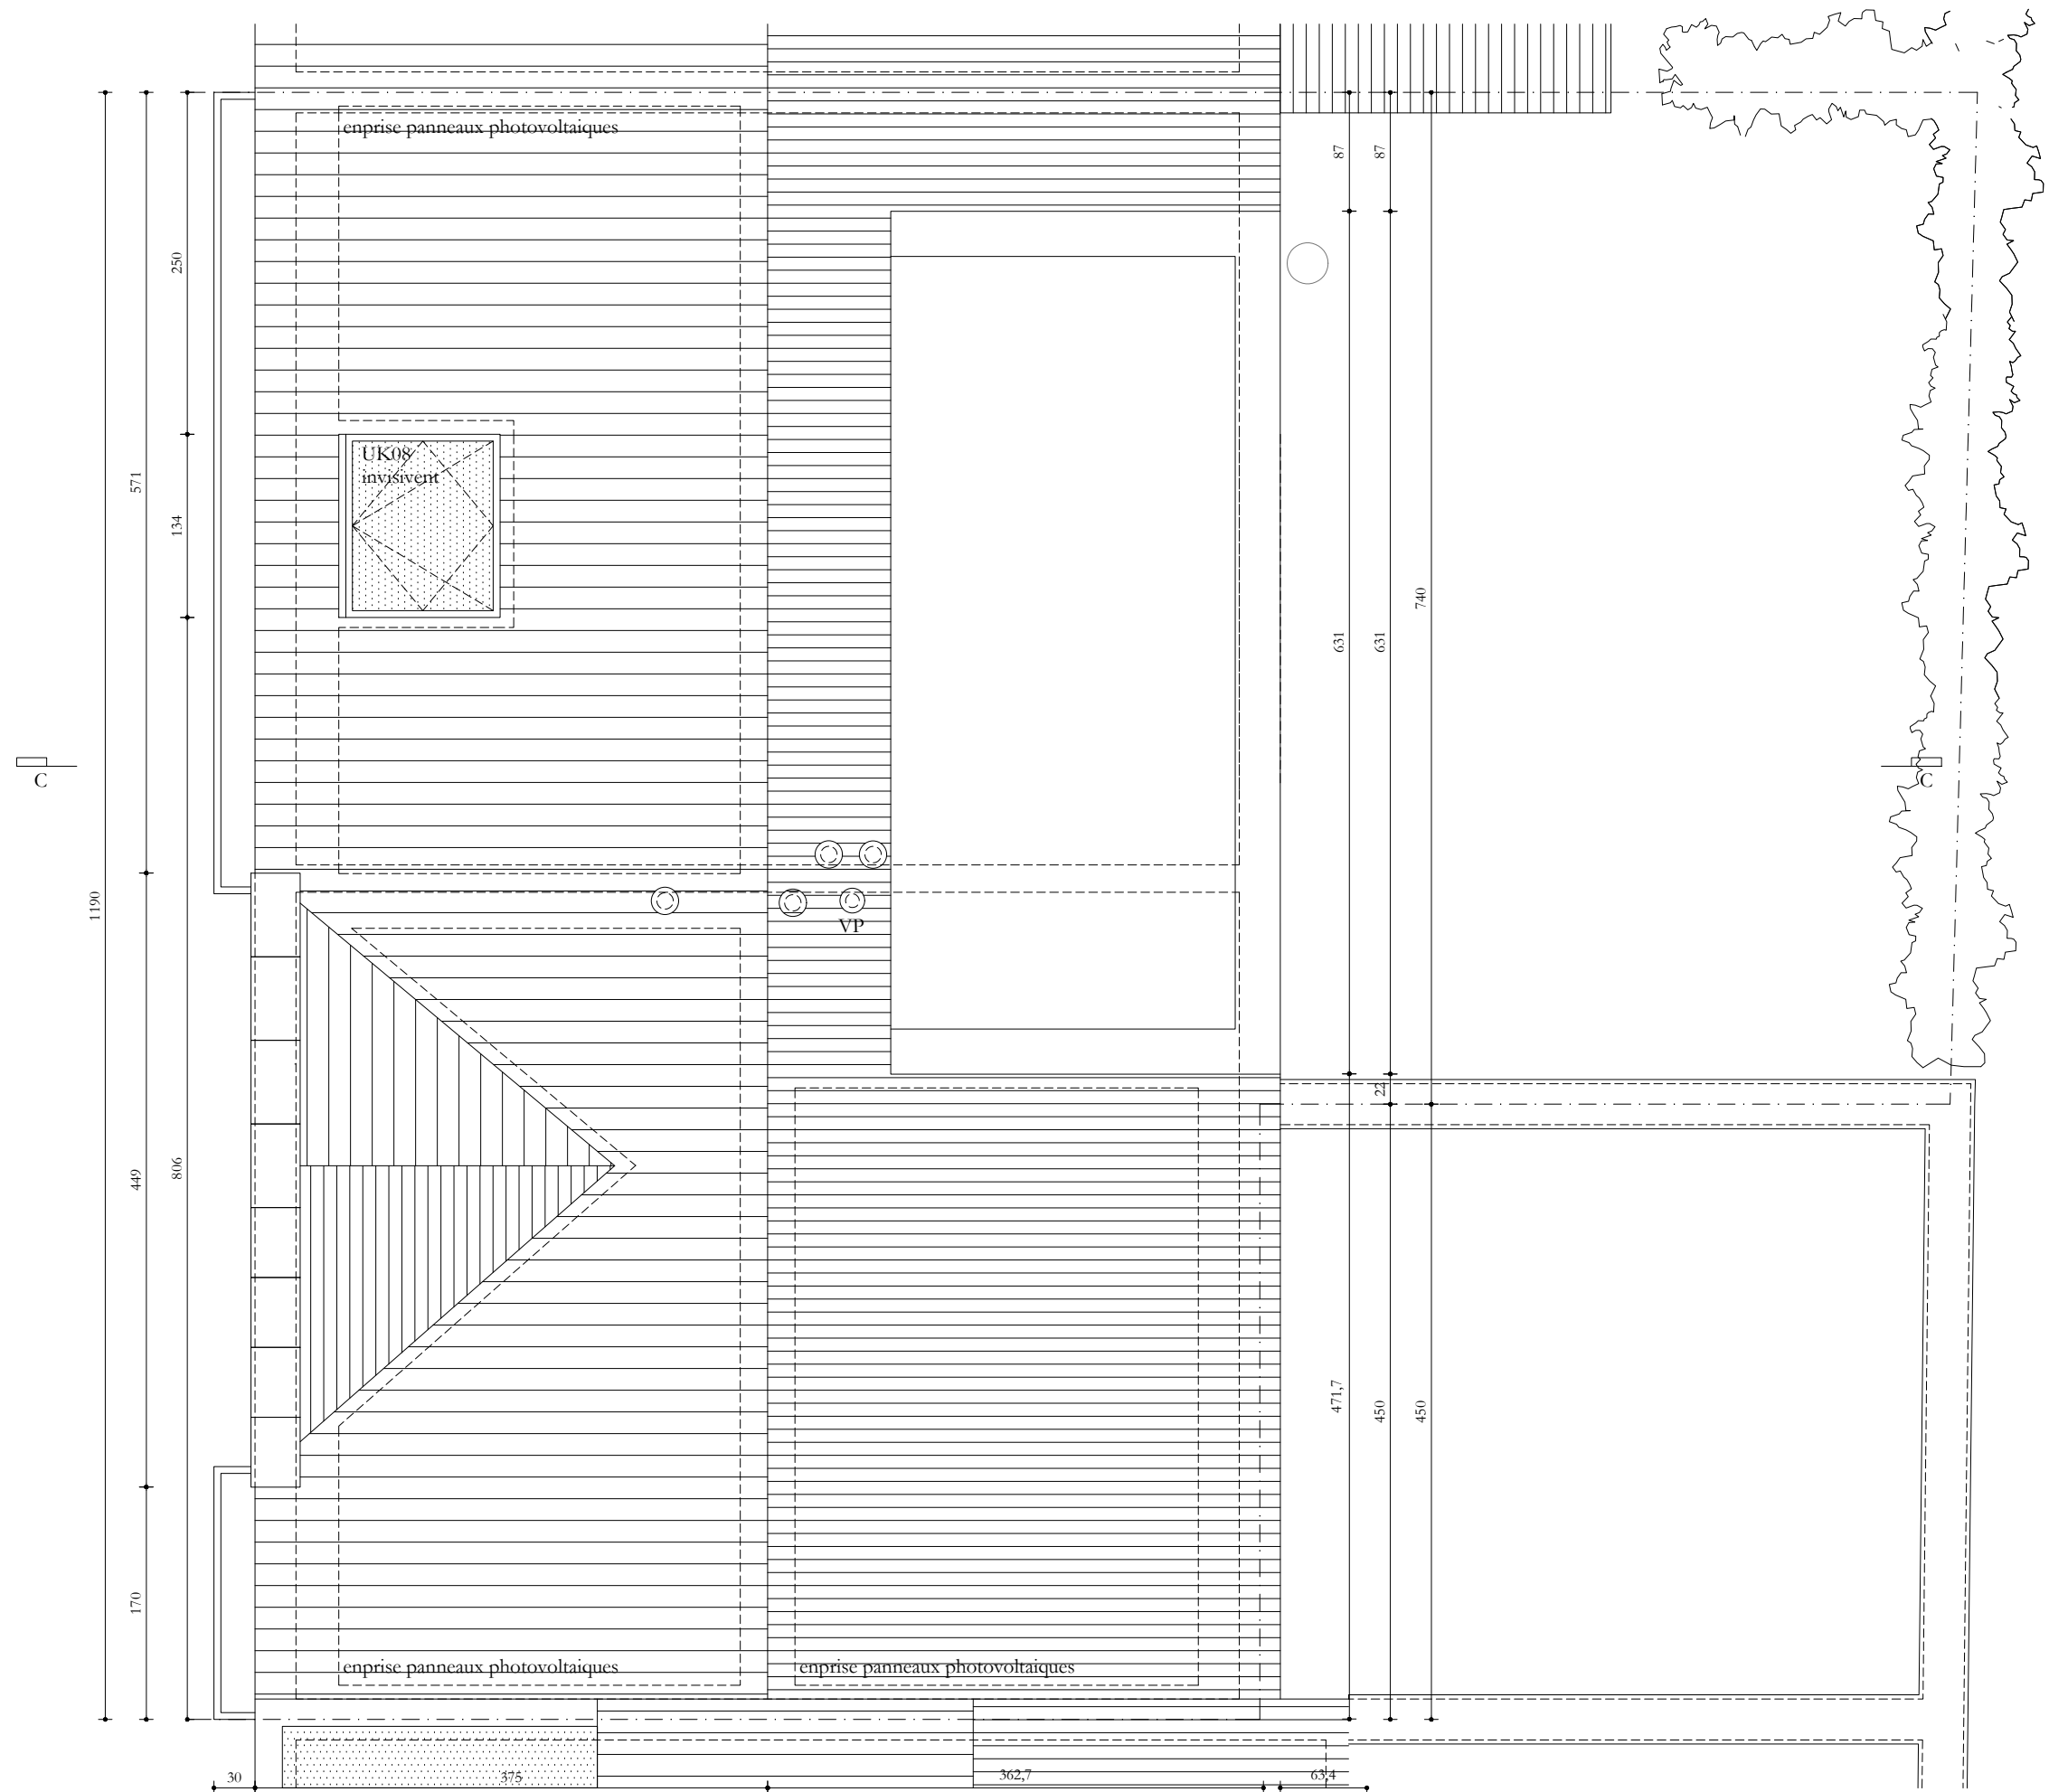 enprise panneaux photovoltaiques
87
87
250
UK08
invisivent
571
134
740
631
631
C
C
1190
VP
22
449
806
471,7
450
450
170
enprise panneaux photovoltaiques
enprise panneaux photovoltaiques
30
375
362,7
63,4